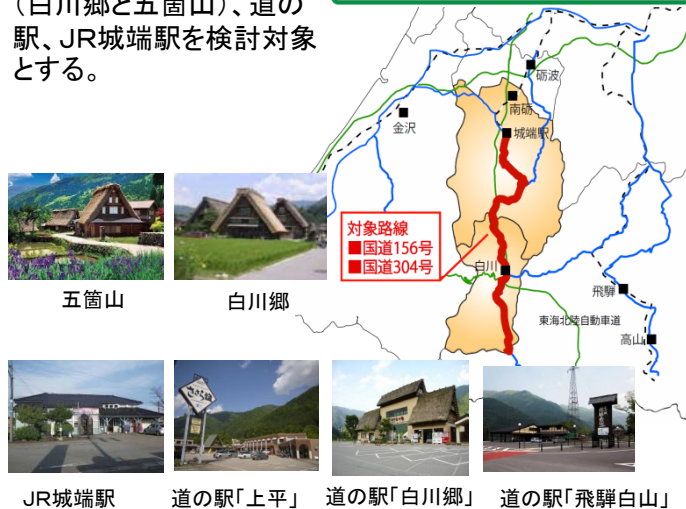 (白川郷と五箇山)、道の
駅、JR城端駅を検討対象
とする。
砺波
南砺
金沢
城端駅
対象路線
■国道156号
■国道304号
白川
飛騨
東海北陸自動車道
高山
五箇山
白川郷
JR城端駅
道の駅「上平」
道の駅「白川郷」
道の駅「飛騨白山」